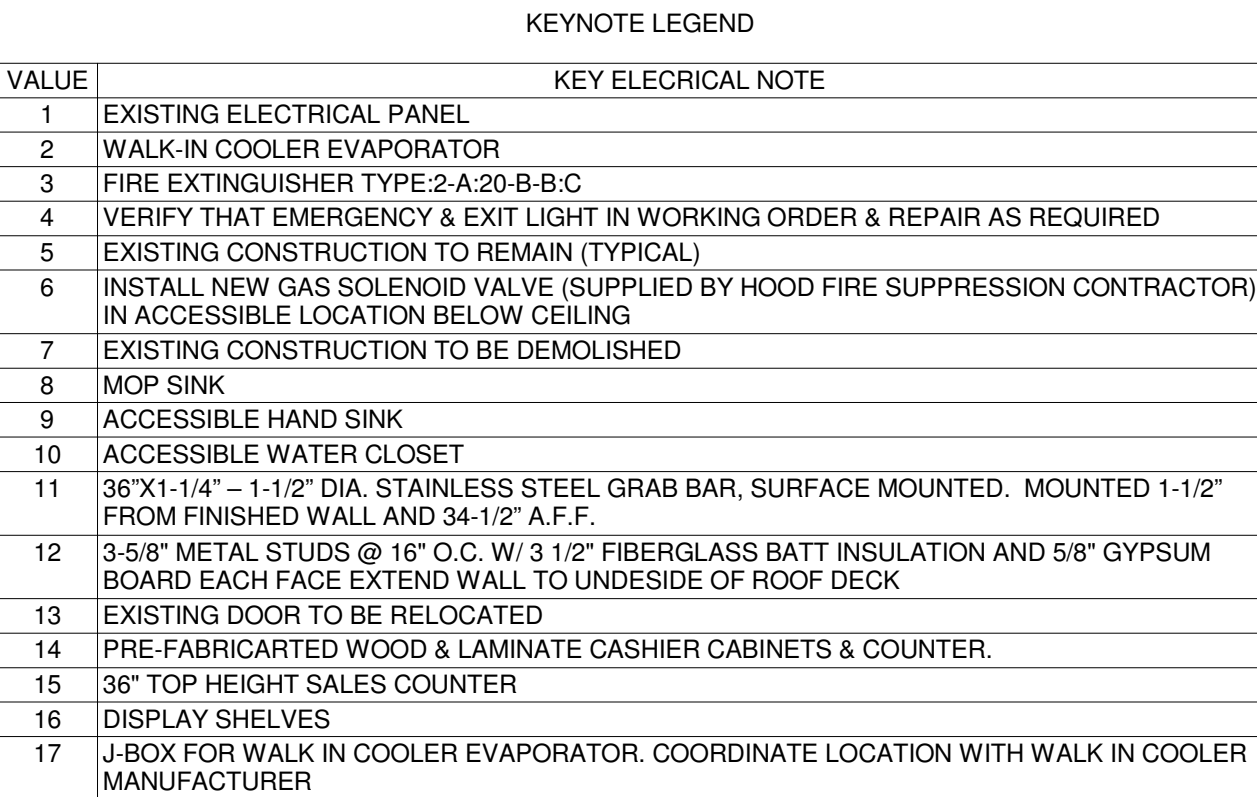 KEYNOTE LEGEND
VALUE KEY ELECRICAL NOTE
1 EXISTING ELECTRICAL PANEL
2 WALK-IN COOLER EVAPORATOR
3 FIRE EXTINGUISHER TYPE:2-A:20-B-B:C
4 VERIFY THAT EMERGENCY & EXIT LIGHT IN WORKING ORDER & REPAIR AS REQUIRED
5 EXISTING CONSTRUCTION TO REMAIN (TYPICAL)
6 INSTALL NEW GAS SOLENOID VALVE (SUPPLIED BY HOOD FIRE SUPPRESSION CONTRACTOR)
IN ACCESSIBLE LOCATION BELOW CEILING
7 EXISTING CONSTRUCTION TO BE DEMOLISHED
8 MOP SINK
9 ACCESSIBLE HAND SINK
10 ACCESSIBLE WATER CLOSET
11 36”X1-1/4” – 1-1/2” DIA. STAINLESS STEEL GRAB BAR, SURFACE MOUNTED. MOUNTED 1-1/2”
FROM FINISHED WALL AND 34-1/2” A.F.F.
12 3-5/8" METAL STUDS @ 16" O.C. W/ 3 1/2" FIBERGLASS BATT INSULATION AND 5/8" GYPSUM
BOARD EACH FACE EXTEND WALL TO UNDESIDE OF ROOF DECK
13 EXISTING DOOR TO BE RELOCATED
14 PRE-FABRICARTED WOOD & LAMINATE CASHIER CABINETS & COUNTER.
15 36" TOP HEIGHT SALES COUNTER
16 DISPLAY SHELVES
17 J-BOX FOR WALK IN COOLER EVAPORATOR. COORDINATE LOCATION WITH WALK IN COOLER
MANUFACTURER